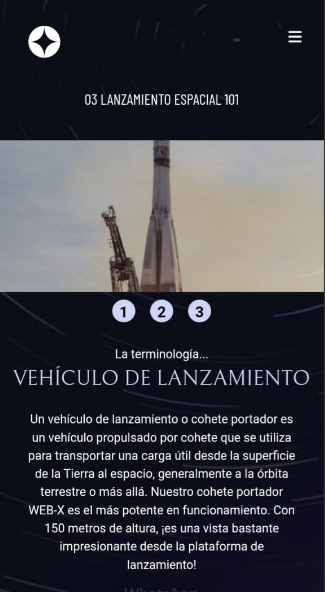 03 LANZAMIENTO ESPACIAL 101
1 2 3
La terminología...
VEHÍCULO DE LANZAMIENTO
Un vehículo de lanzamiento o cohete portador es
un vehículo propulsado por cohete que se utiliza
para transportar una carga útil desde la superficie
de la Tierra al espacio, generalmente a la órbita
terrestre o más allá. Nuestro cohete portador
WEB-X es el más potente en funcionamiento. Con
150 metros de altura, ¡es una vista bastante
impresionante desde la plataforma de
lanzamiento!
WhatsApp